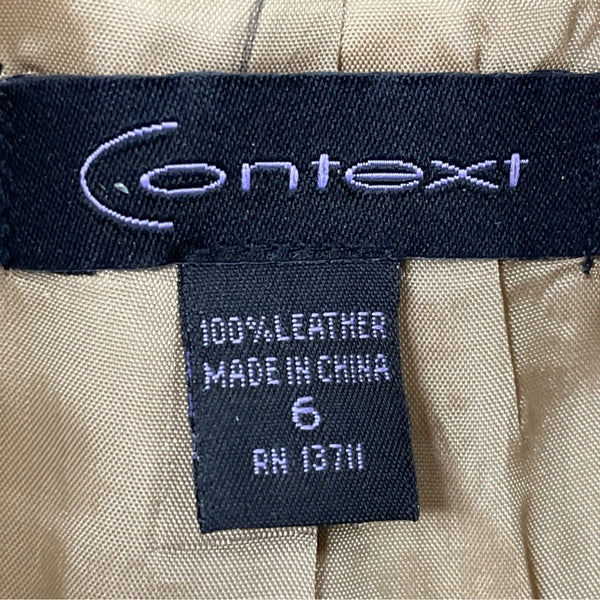 Context
100% LEATHER
MADE IN CHINA
6
RN 13711